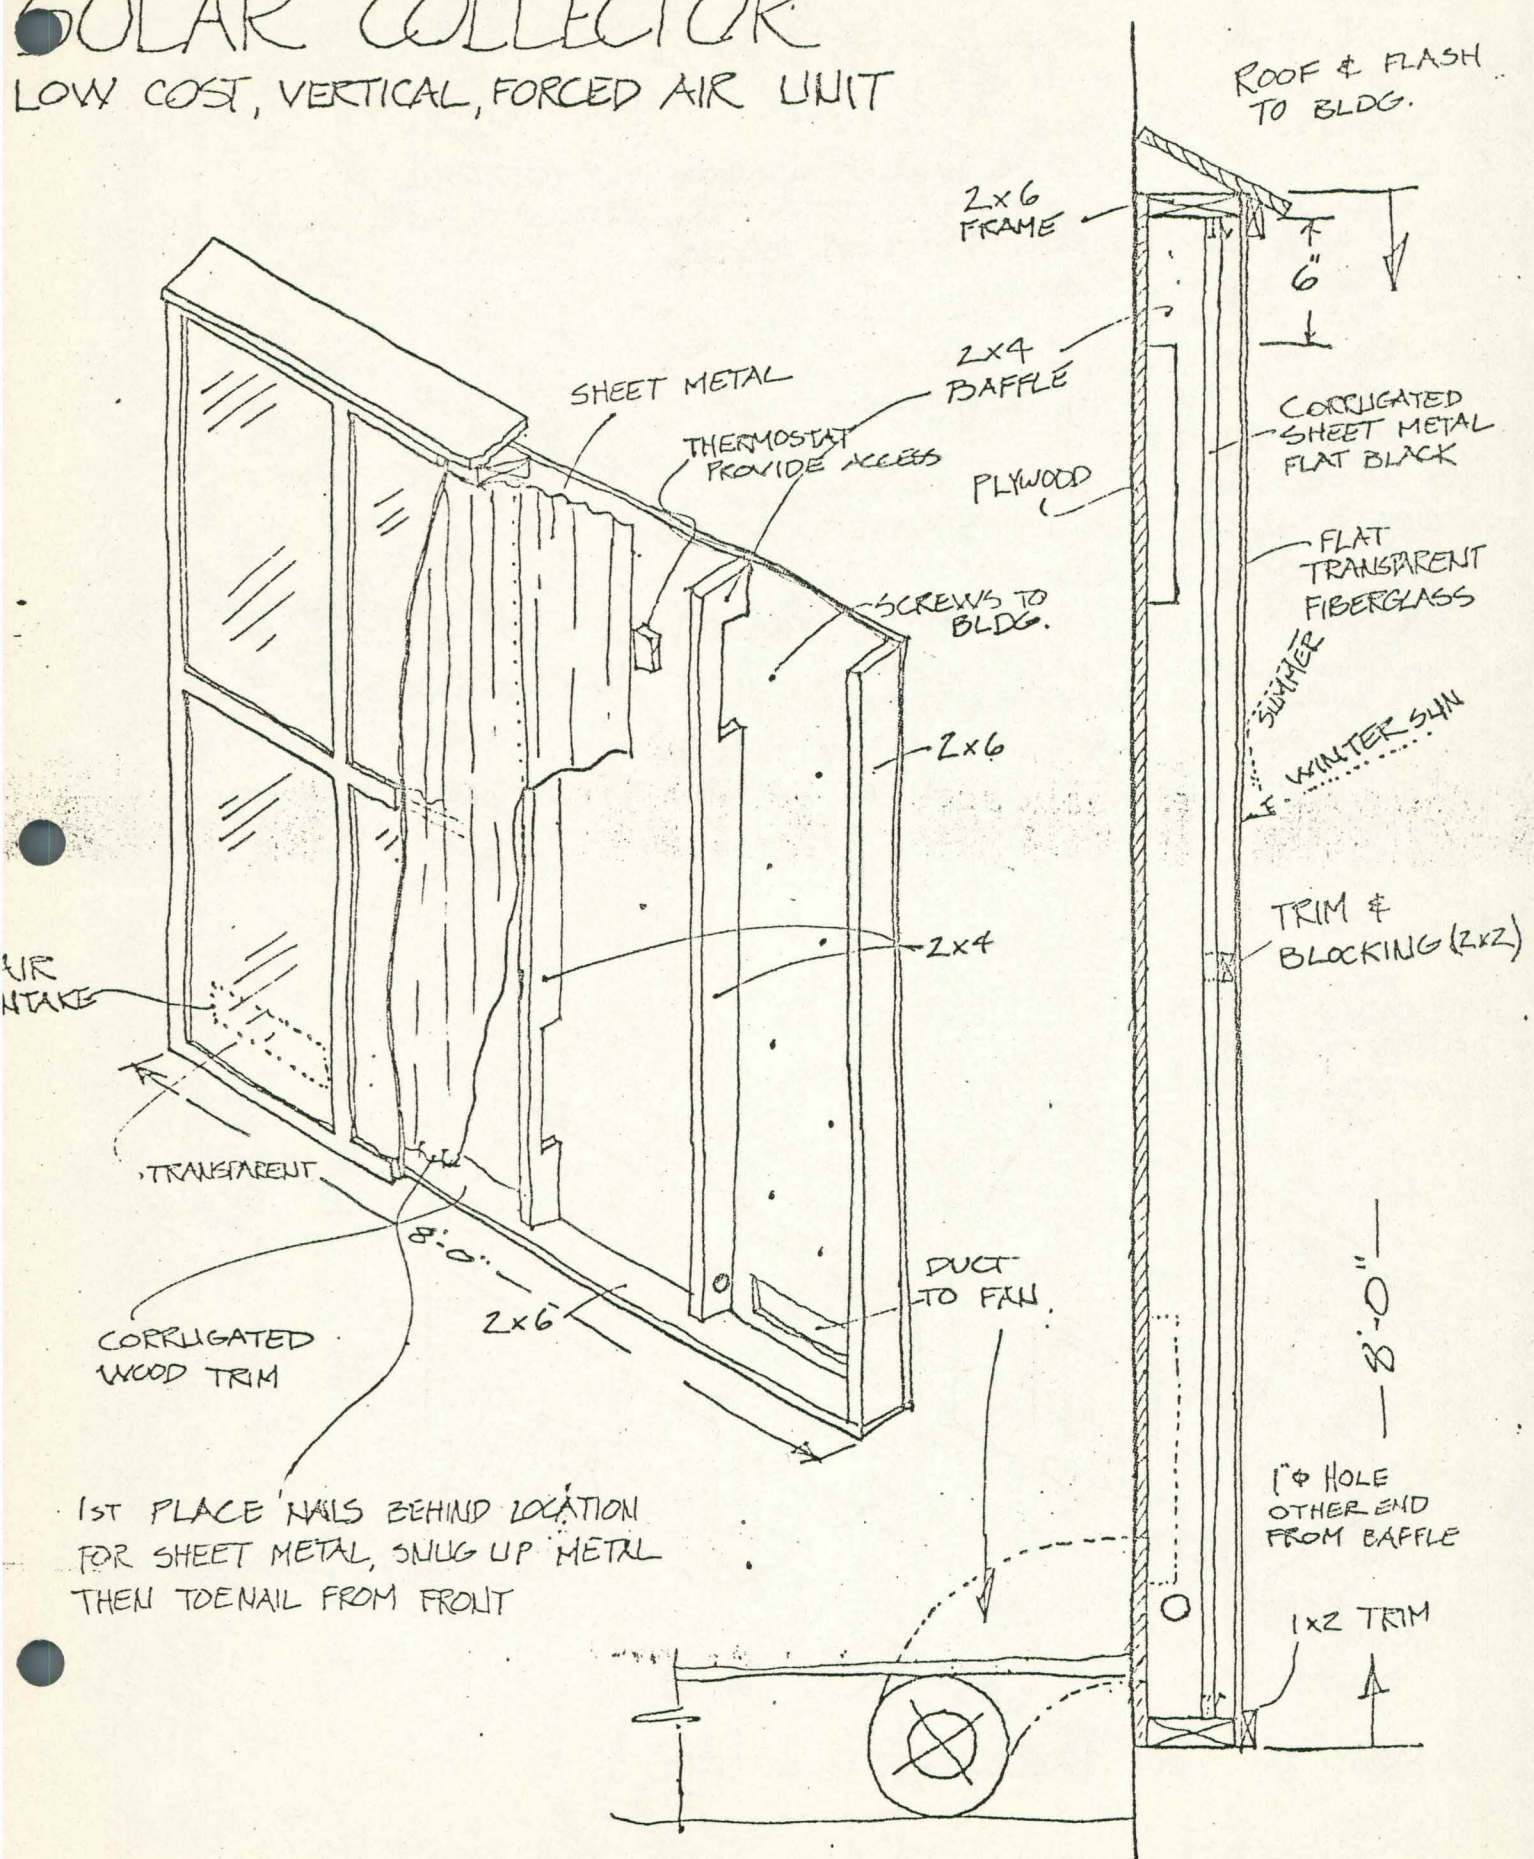 SOLAR COLLECTOR
LOW COST, VERTICAL, FORCED AIR UNIT
ROOF & FLASH
TO BLDG.
2x6
FRAME
6"
2x4
BAFFLE
SHEET METAL
THERMOSTAT
PROVIDE ACCESS
PLYWOOD
CORRUGATED
SHEET METAL
FLAT BLACK
FLAT
TRANSPARENT
FIBERGLASS
SCREWS TO
BLDG.
SUMMER
WINTER SUN
2x6
TRIM &
BLOCKING (2x2)
2x4
AIR
INTAKE
TRANSPARENT
8'-0"
2x6
DUCT
TO FAN
8'-0"
CORRUGATED
WOOD TRIM
1"Φ HOLE
OTHER END
FROM BAFFLE
1ST PLACE NAILS BEHIND LOCATION
FOR SHEET METAL, SNUG UP METAL
THEN TOENAIL FROM FRONT
1x2 TRIM